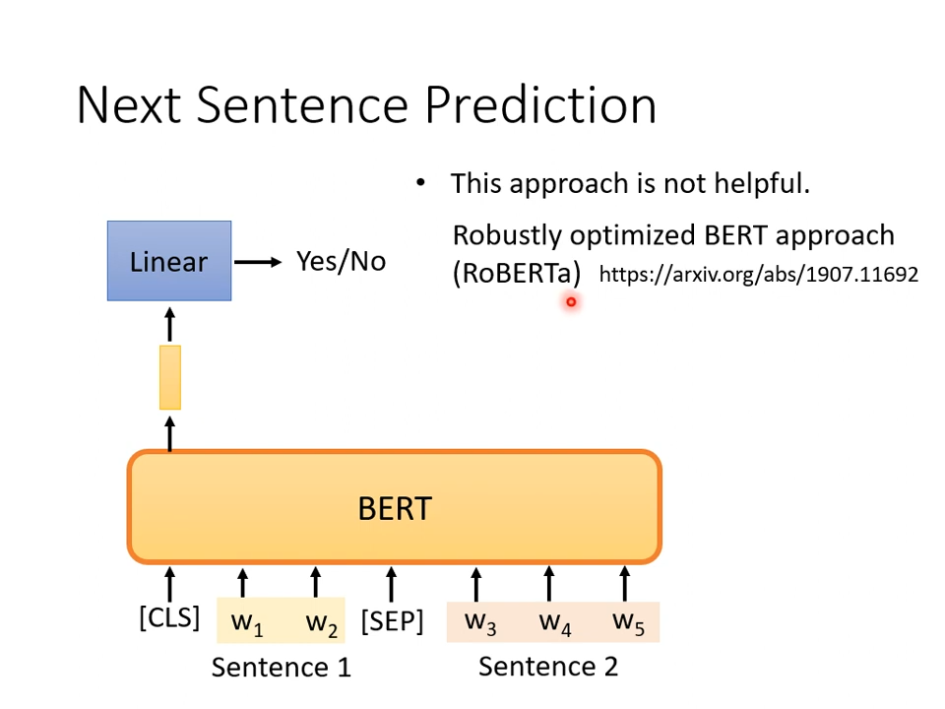 Next Sentence Prediction
• This approach is not helpful.
Robustly optimized BERT approach
(RoBERTa) https://arxiv.org/abs/1907.11692
Linear
Yes/No
BERT
[CLS] w1 w2 [SEP] w3 w4 w5
Sentence 1 Sentence 2